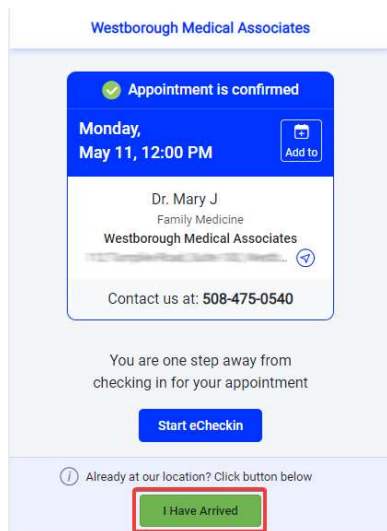 Westborough Medical Associates
Appointment is confirmed
Monday,
May 11, 12:00 PM
Add to
Dr. Mary J
Family Medicine
Westborough Medical Associates
Contact us at: 508-475-0540
You are one step away from
checking in for your appointment
Start eCheckin
Already at our location? Click button below
I Have Arrived